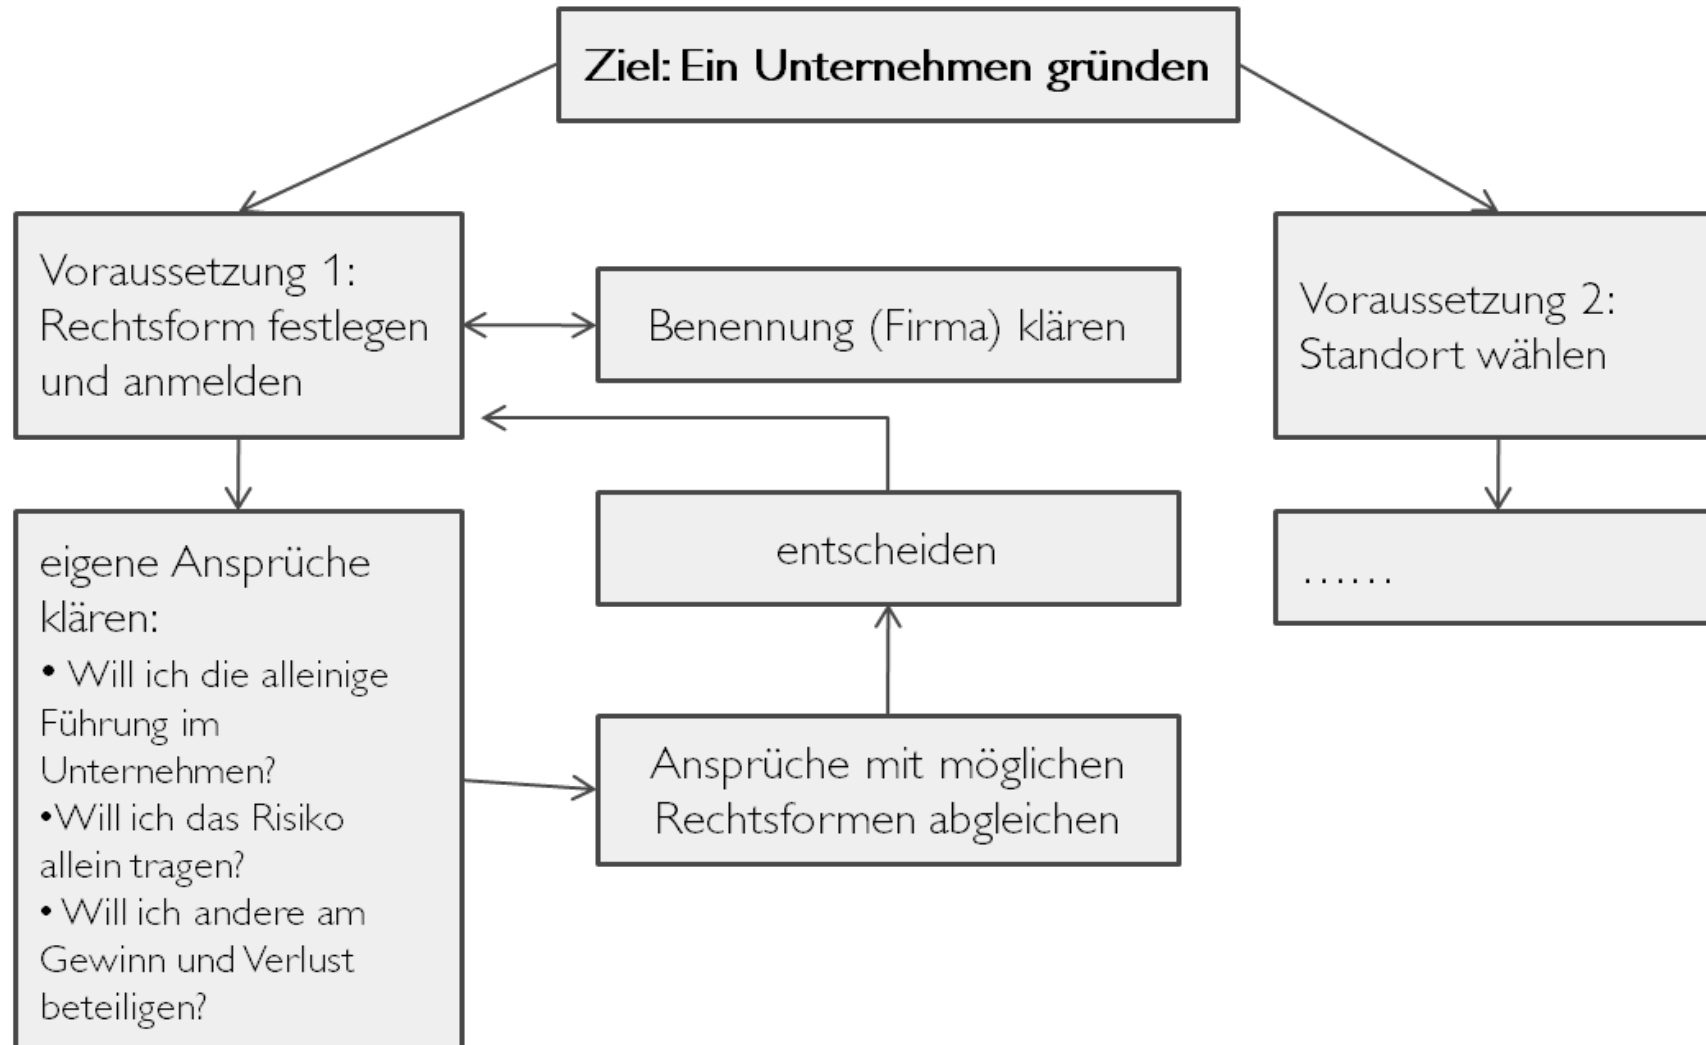 Ziel: Ein Unternehmen gründen
Voraussetzung 1:
Rechtsform festlegen
und anmelden
Benennung (Firma) klären
Voraussetzung 2:
Standort wählen
eigene Ansprüche
klären:
• Will ich die alleinige
Führung im
Unternehmen?
•Will ich das Risiko
allein tragen?
• Will ich andere am
Gewinn und Verlust
beteiligen?
entscheiden
......
Ansprüche mit möglichen
Rechtsformen abgleichen